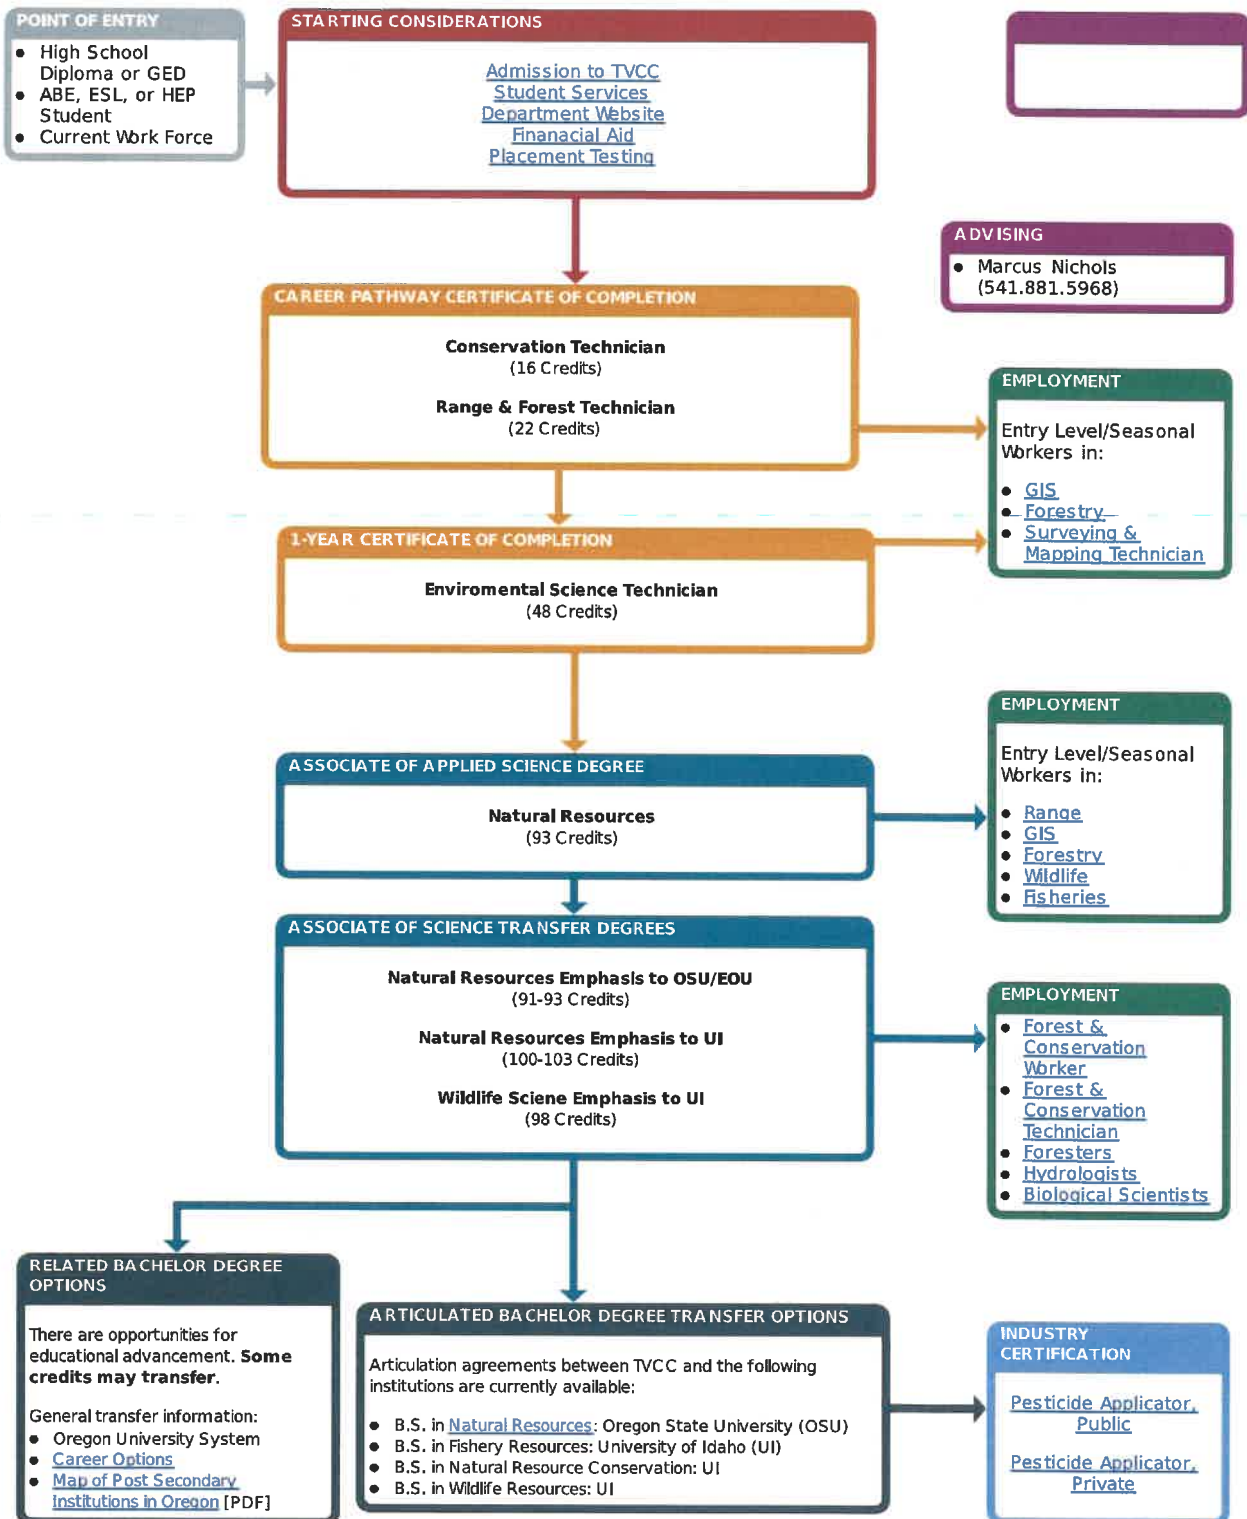 POINT OF ENTRY
● High School
Diploma or GED
● ABE, ESL, or HEP
Student
● Current Work Force
STARTING CONSIDERATIONS
Admission to TVCC
Student Services
Department Website
Finanacial Aid
Placement Testing
ADVISING
● Marcus Nichols
(541.881.5968)
CAREER PATHWAY CERTIFICATE OF COMPLETION
Conservation Technician
(16 Credits)
Range & Forest Technician
(22 Credits)
EMPLOYMENT
Entry Level/Seasonal
Workers in:
● GIS
● Forestry
● Surveying &
Mapping Technician
1-YEAR CERTIFICATE OF COMPLETION
Enviromental Science Technician
(48 Credits)
ASSOCIATE OF APPLIED SCIENCE DEGREE
Natural Resources
(93 Credits)
EMPLOYMENT
Entry Level/Seasonal
Workers in:
● Range
● GIS
● Forestry
● Wildlife
● Fisheries
ASSOCIATE OF SCIENCE TRANSFER DEGREES
Natural Resources Emphasis to OSU/EOU
(91-93 Credits)
Natural Resources Emphasis to UI
(100-103 Credits)
Wildlife Sciene Emphasis to UI
(98 Credits)
EMPLOYMENT
● Forest &
Conservation
Worker
● Forest &
Conservation
Technician
● Foresters
● Hydrologists
● Biological Scientists
RELATED BACHELOR DEGREE
OPTIONS
There are opportunities for
educational advancement. Some
credits may transfer.
General transfer information:
● Oregon University System
● Career Options
● Map of Post Secondary
Institutions in Oregon [PDF]
ARTICULATED BACHELOR DEGREE TRANSFER OPTIONS
Articulation agreements between TVCC and the following
institutions are currently available:
● B.S. in Natural Resources: Oregon State University (OSU)
● B.S. in Fishery Resources: University of Idaho (UI)
● B.S. in Natural Resource Conservation: UI
● B.S. in Wildlife Resources: UI
INDUSTRY
CERTIFICATION
Pesticide Applicator,
Public
Pesticide Applicator,
Private